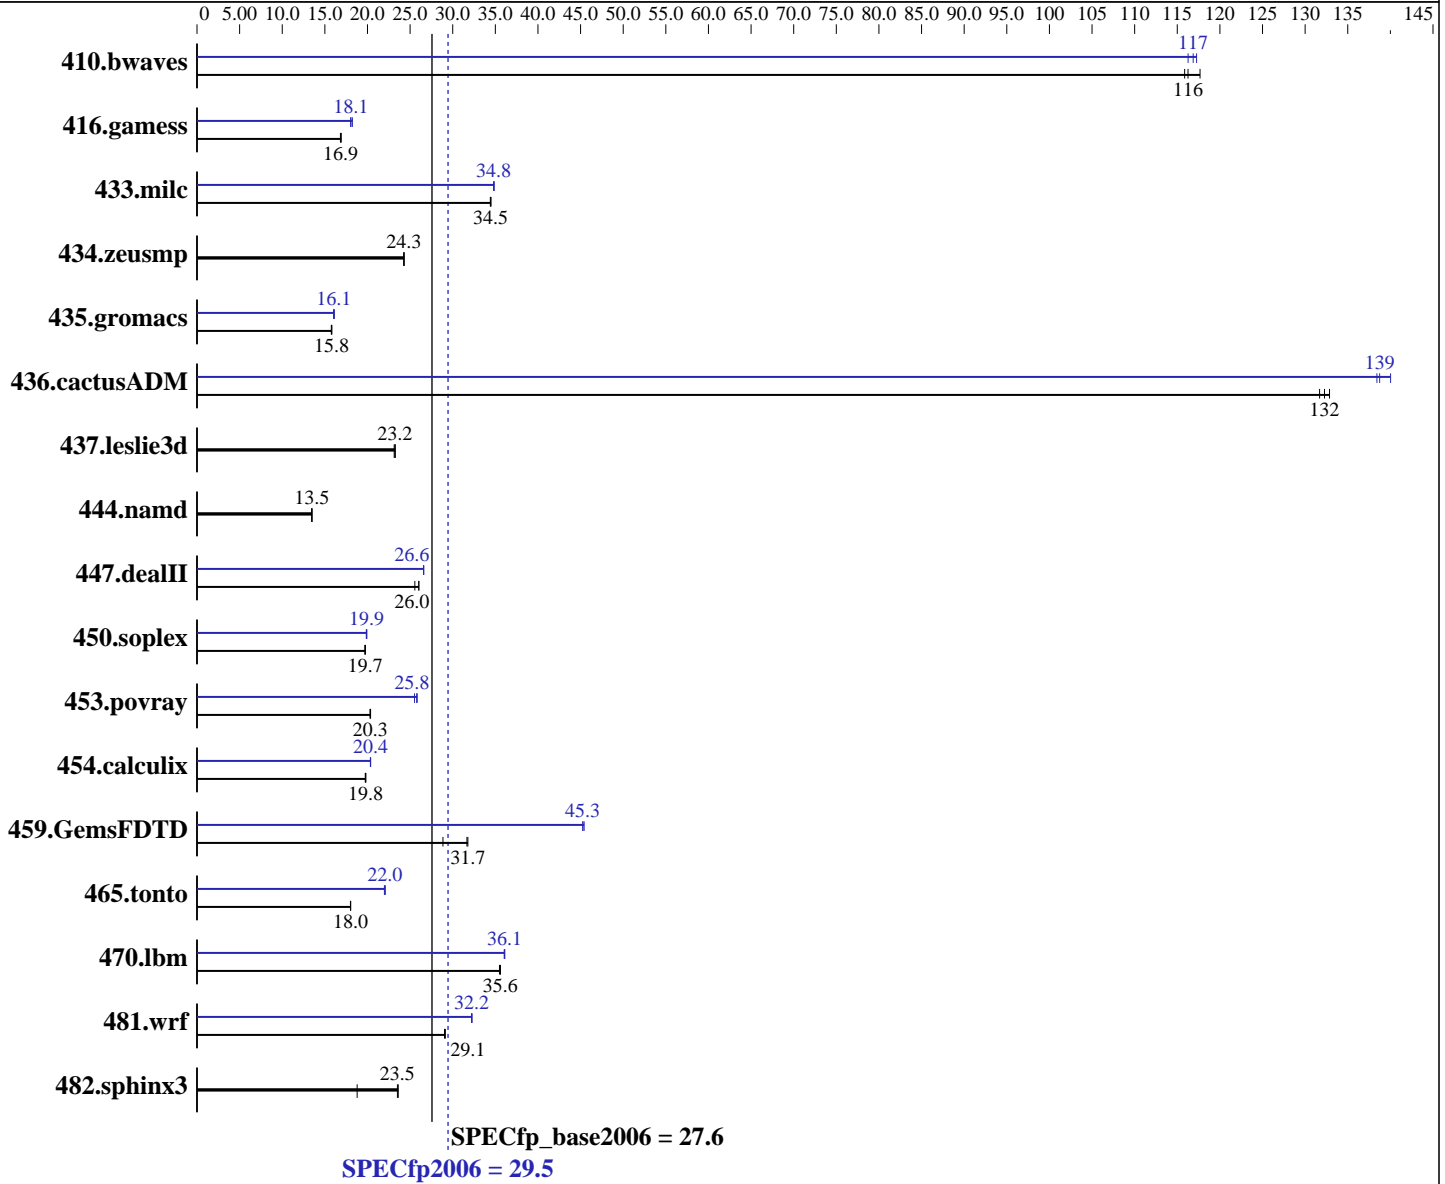 0 5.00 10.0 15.0 20.0 25.0 30.0 35.0 40.0 45.0 50.0 55.0 60.0 65.0 70.0 75.0 80.0 85.0 90.0 95.0 100 105 110 115 120 125 130 135 145
117
410.bwaves
116
18.1
416.gamess
16.9
34.8
433.milc
34.5
24.3
434.zeusmp
16.1
435.gromacs
15.8
139
436.cactusADM
132
23.2
437.leslie3d
13.5
444.namd
26.6
447.dealII
26.0
19.9
450.soplex
19.7
25.8
453.povray
20.3
20.4
454.calculix
19.8
45.3
459.GemsFDTD
31.7
22.0
465.tonto
18.0
36.1
470.lbm
35.6
32.2
481.wrf
29.1
23.5
482.sphinx3
SPECfp_base2006 = 27.6
SPECfp2006 = 29.5